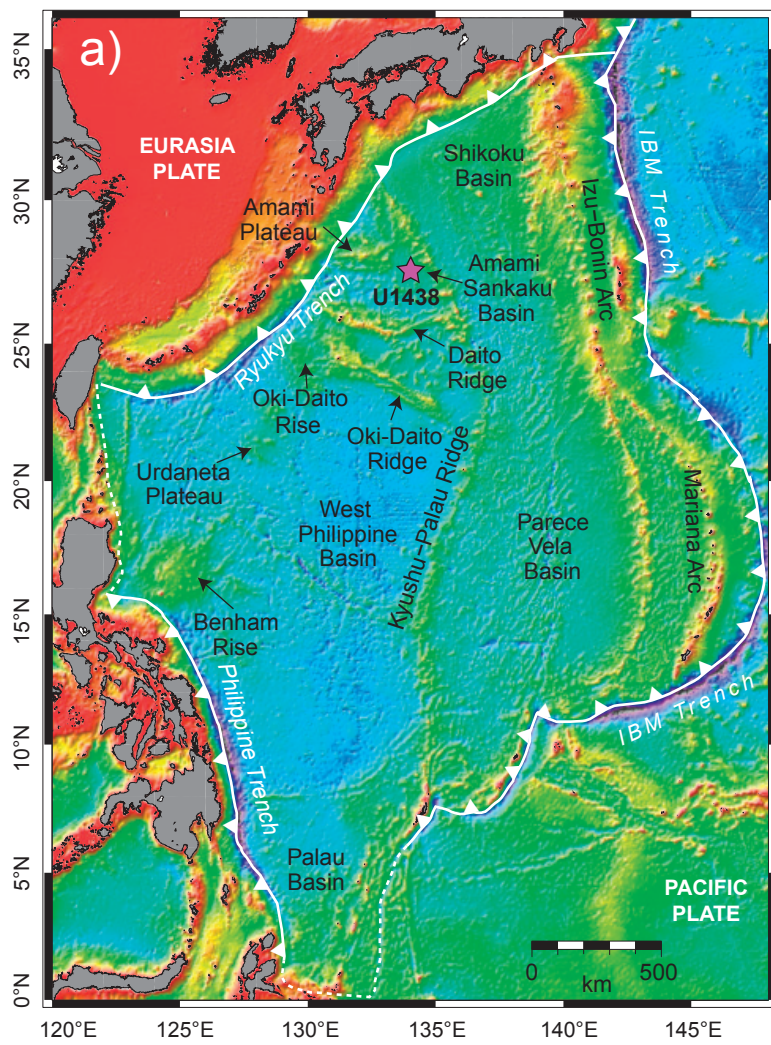 a)
35°N
30°N
25°N
20°N
15°N
10°N
5°N
0°N
EURASIA
PLATE
Shikoku
Basin
IBM Trench
Izu-Bonin Arc
Amami
Plateau
Amami
Sankaku
Basin
U1438
Ryukyu Trench
Daito
Ridge
Oki-Daito
Rise
Oki-Daito
Ridge
Urdaneta
Plateau
West
Philippine
Basin
Kyushu-Palau Ridge
Parece
Vela
Basin
Mariana Arc
Benham
Rise
Philippine Trench
IBM Trench
Palau
Basin
PACIFIC
PLATE
0 500
km
120°E 125°E 130°E 135°E 140°E 145°E